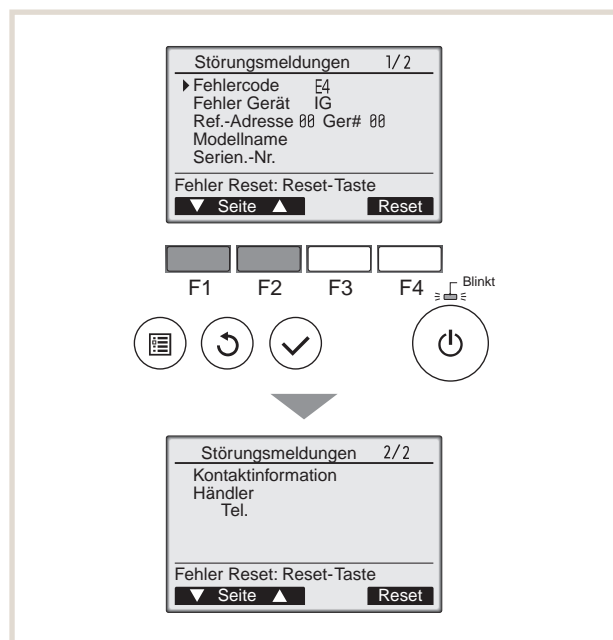 Störungsmeldungen 1/2
Fehlercode E4
Fehler Gerät IG
Ref.-Adresse 00 Ger# 00
Modellname
Serien.-Nr.
Fehler Reset: Reset-Taste
▼ Seite ▲ Reset
F1 F2 F3 F4
Blinkt
Störungsmeldungen 2/2
Kontaktinformation
Händler
Tel.
Fehler Reset: Reset-Taste
▼ Seite ▲ Reset